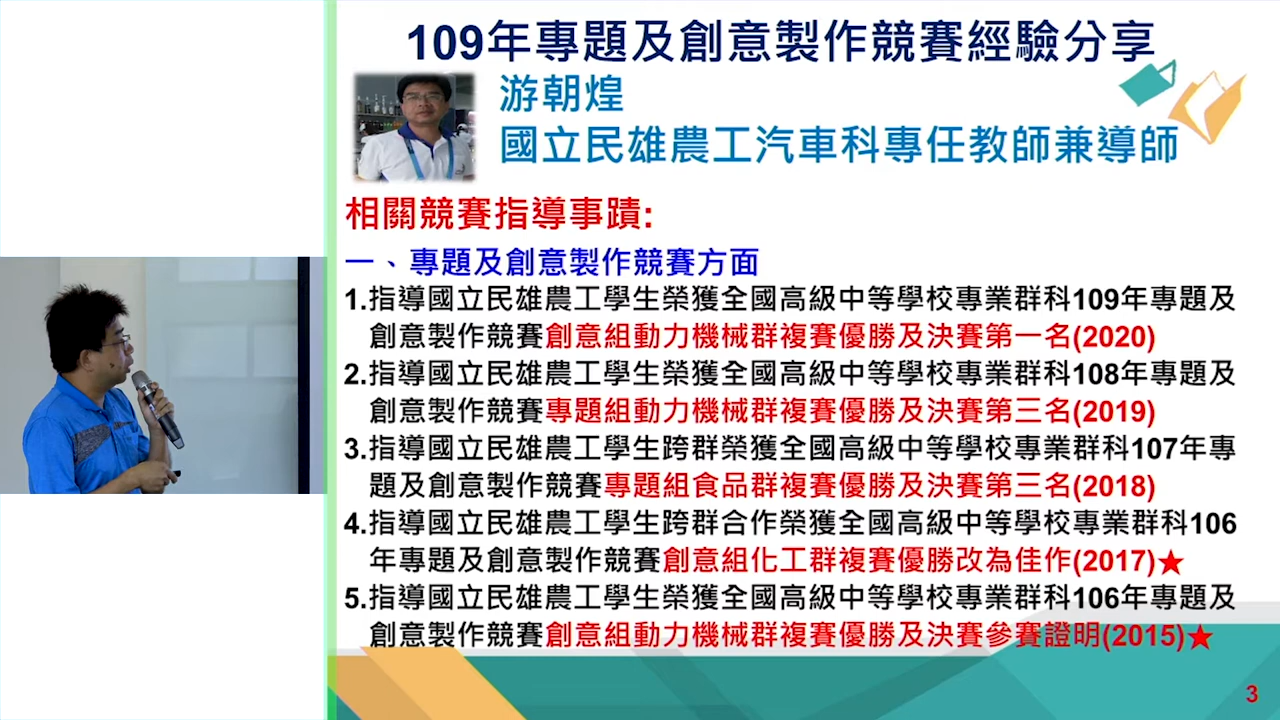 109年專題及創意製作競賽經驗分享
游朝煌
國立民雄農工汽車科專任教師兼導師
相關競賽指導事蹟:
一、專題及創意製作競賽方面
1.指導國立民雄農工學生榮獲全國高級中等學校專業群科109年專題及
創意製作競賽創意組動力機械群複賽優勝及決賽第一名(2020)
2.指導國立民雄農工學生榮獲全國高級中等學校專業群科108年專題及
創意製作競賽專題組動力機械群複賽優勝及決賽第三名(2019)
3.指導國立民雄農工學生跨群榮獲全國高級中等學校專業群科107年專
題及創意製作競賽專題組食品群複賽優勝及決賽第三名(2018)
4.指導國立民雄農工學生跨群合作榮獲全國高級中等學校專業群科106
年專題及創意製作競賽創意組化工群複賽優勝改為佳作(2017)★
5.指導國立民雄農工學生榮獲全國高級中等學校專業群科106年專題及
創意製作競賽創意組動力機械群複賽優勝及決賽參賽證明(2015)★
3